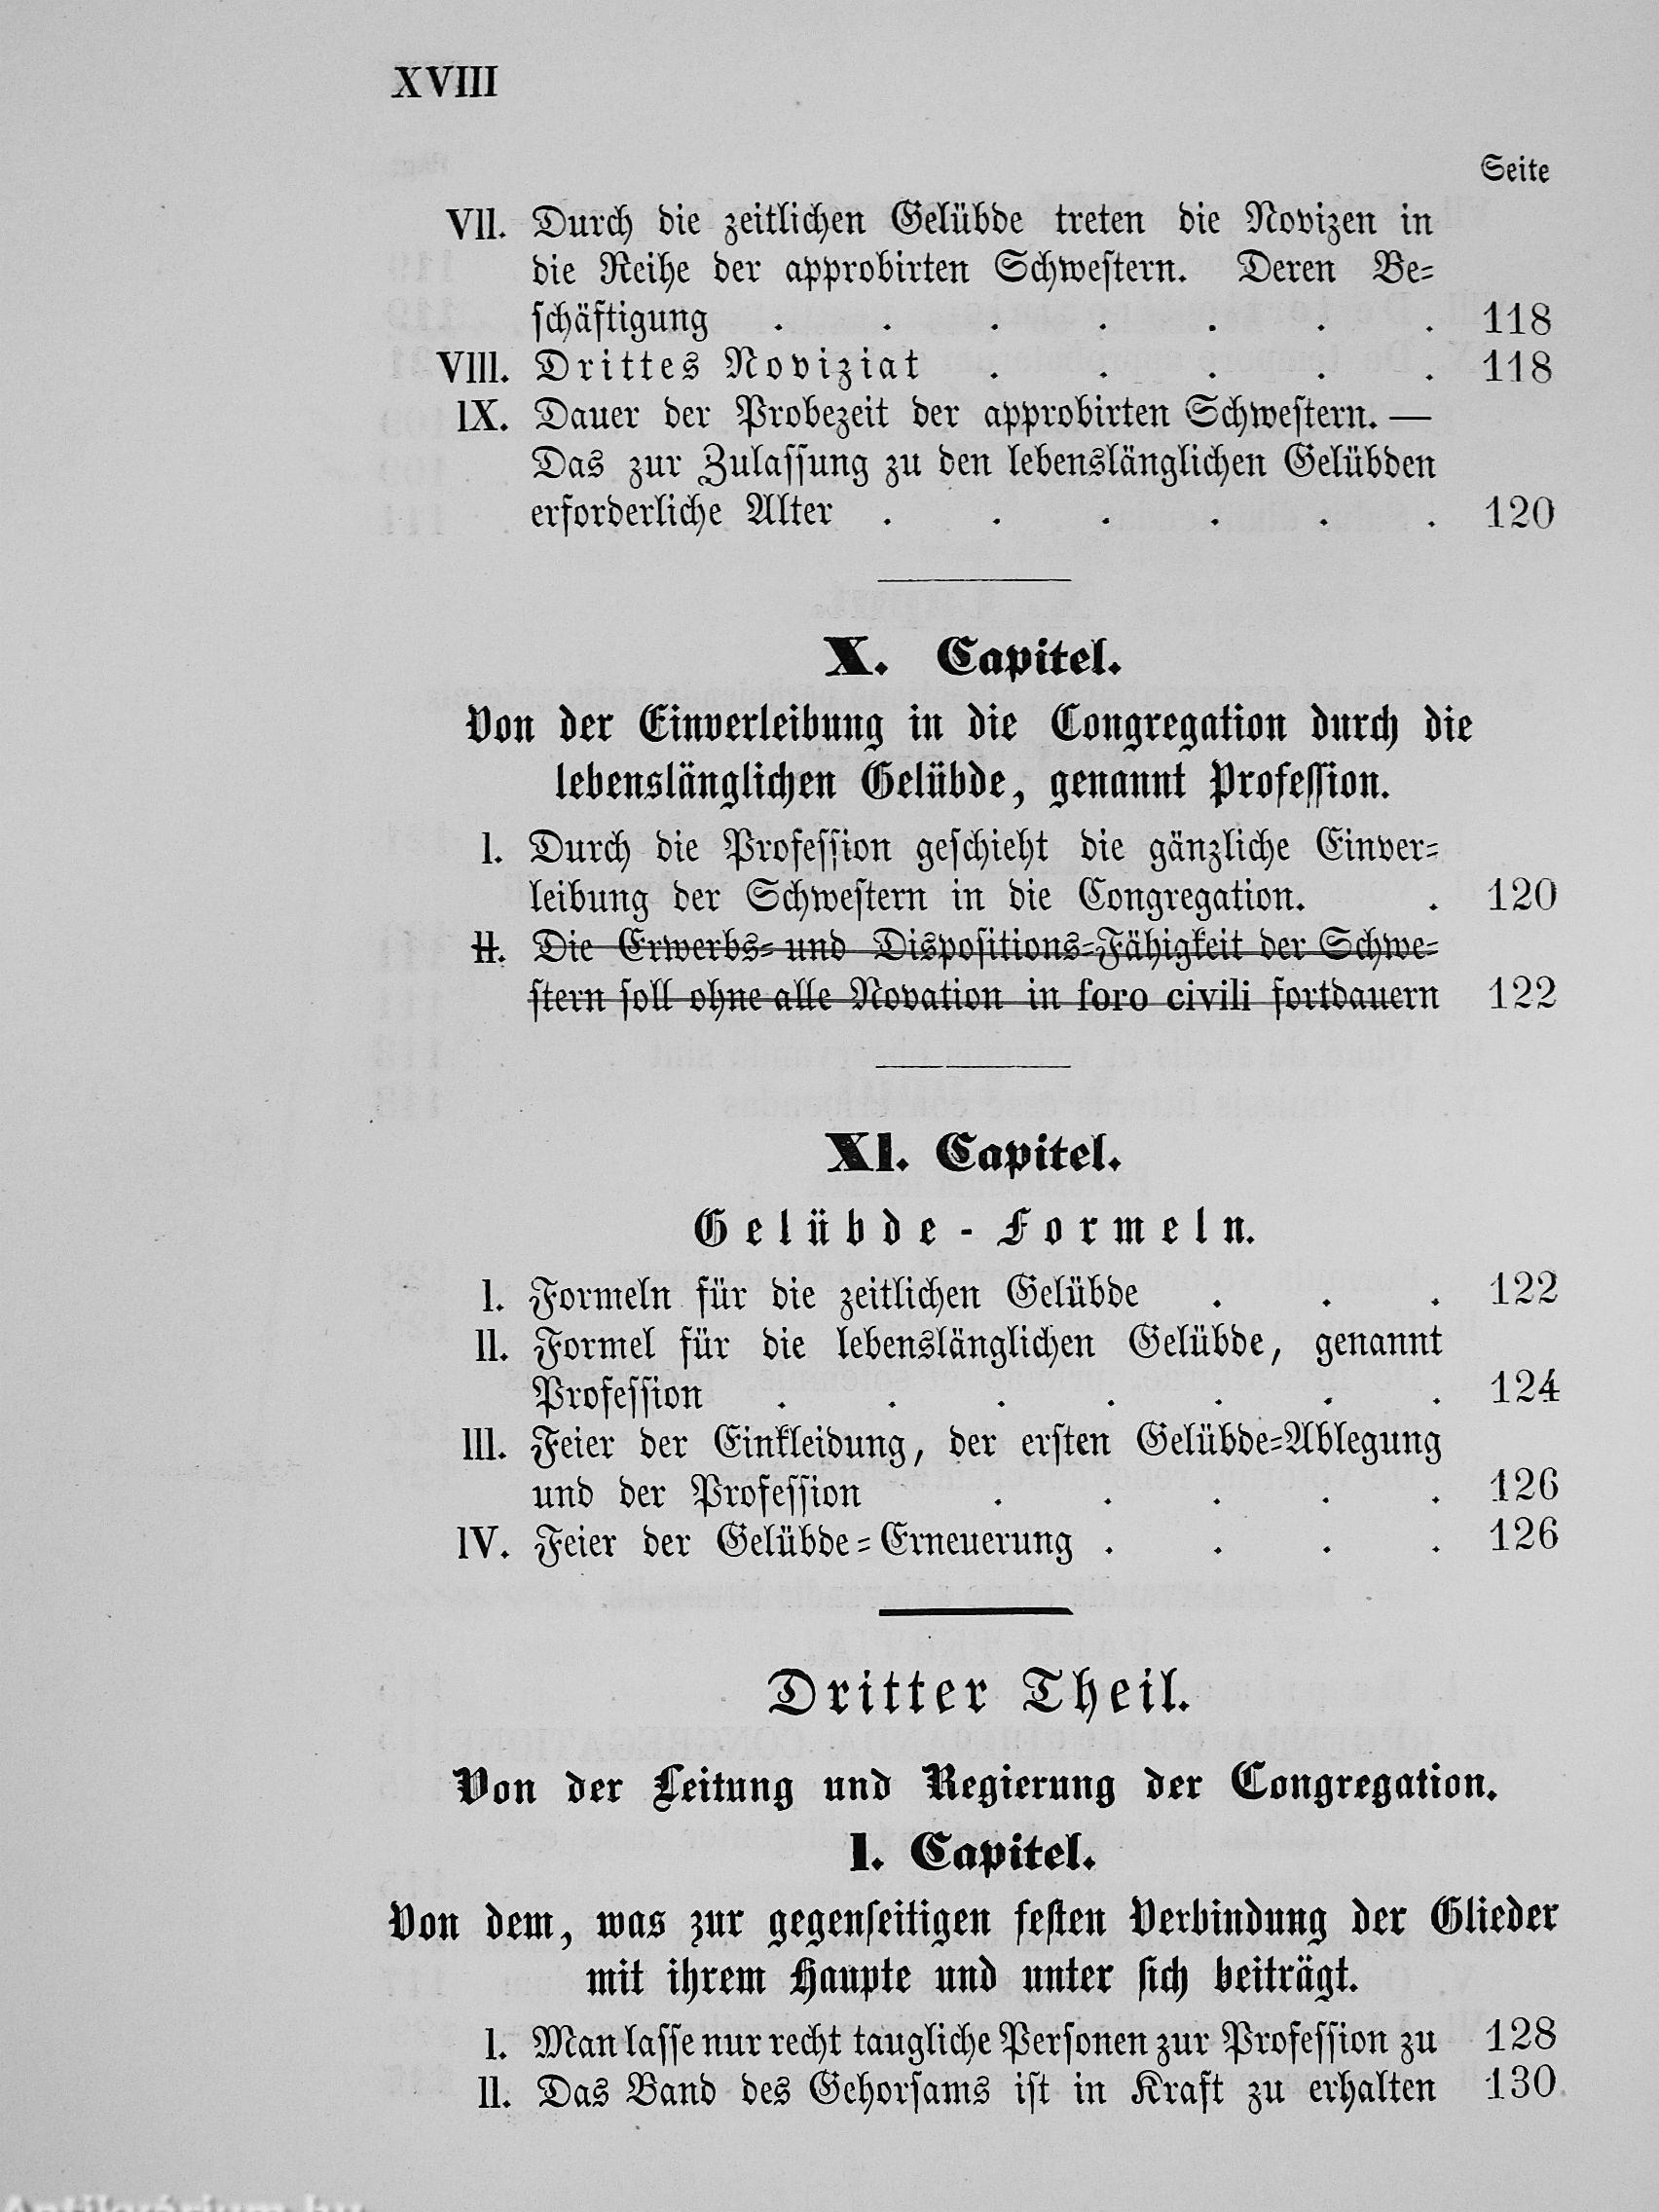 XVIII
Seite
VII. Durch die zeitlichen Gelübde treten die Novizen in
die Reihe der approbirten Schwestern. Deren Be=
schäftigung . . . . . . . 118
VIII. Drittes Noviziat . . . . . 118
IX. Dauer der Probezeit der approbirten Schwestern. —
Das zur Zulassung zu den lebenslänglichen Gelübden
erforderliche Alter . . . . . . 120
X. Capitel.
Von der Einverleibung in die Congregation durch die
lebenslänglichen Gelübde, genannt Profession.
I. Durch die Profession geschieht die gänzliche Einver=
leibung der Schwestern in die Congregation. . 120
II. Die Erwerbs= und Dispositions=Fähigkeit der Schwe=
stern soll ohne alle Novation in foro civili fortdauern 122
XI. Capitel.
Gelübde-Formeln.
I. Formeln für die zeitlichen Gelübde . . . 122
II. Formel für die lebenslänglichen Gelübde, genannt
Profession . . . . . . . 124
III. Feier der Einkleidung, der ersten Gelübde=Ablegung
und der Profession . . . . . 126
IV. Feier der Gelübde=Erneuerung . . . . 126
Dritter Theil.
Von der Leitung und Regierung der Congregation.
I. Capitel.
Von dem, was zur gegenseitigen festen Verbindung der Glieder
mit ihrem Haupte und unter sich beiträgt.
I. Man lasse nur recht taugliche Personen zur Profession zu 128
II. Das Band des Gehorsams ist in Kraft zu erhalten 130